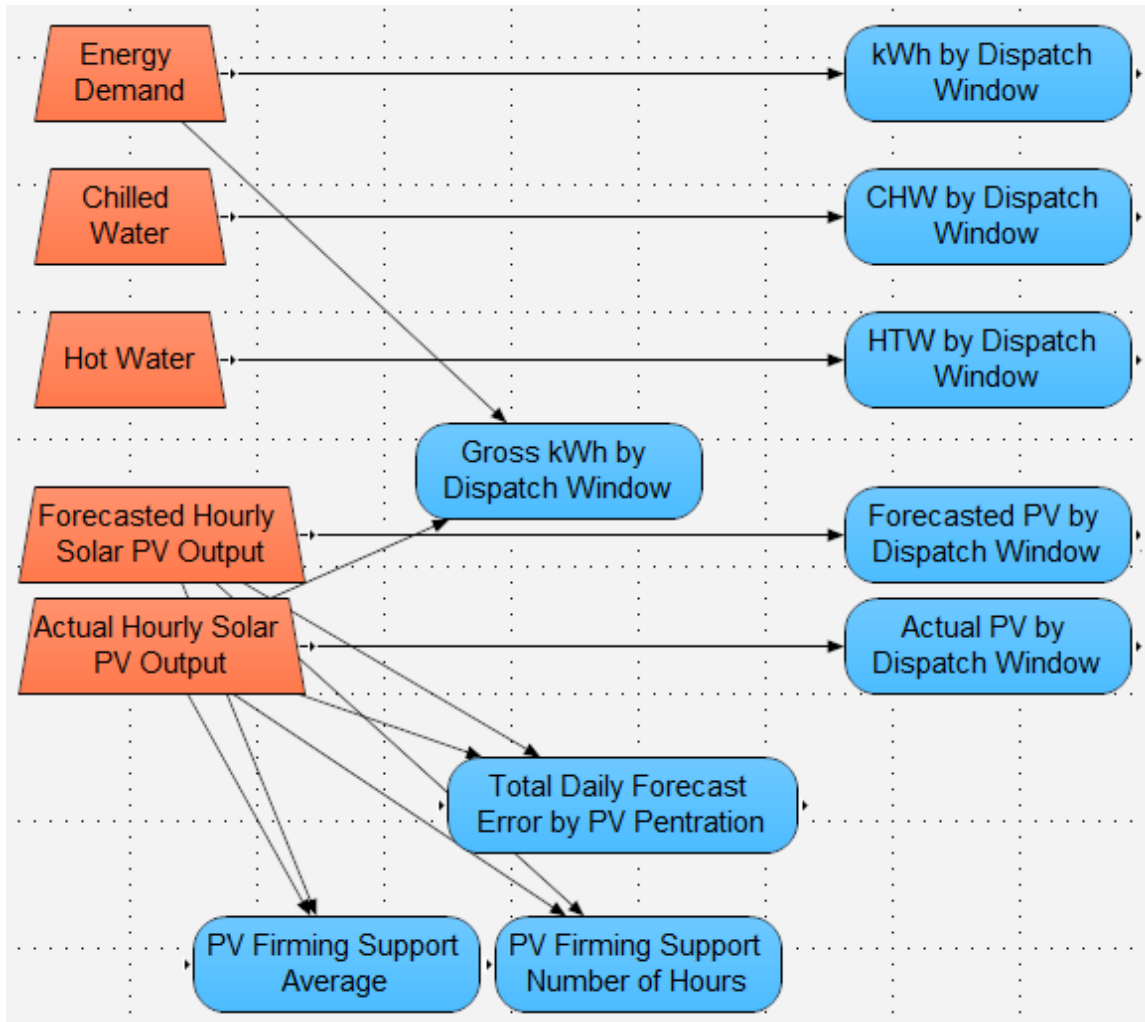 Energy
Demand
kWh by Dispatch
Window
Chilled
Water
CHW by Dispatch
Window
Hot Water
HTW by Dispatch
Window
Gross kWh by
Dispatch Window
Forecasted Hourly
Solar PV Output
Forecasted PV by
Dispatch Window
Actual Hourly Solar
PV Output
Actual PV by
Dispatch Window
Total Daily Forecast
Error by PV Pentration
PV Firming Support
Average
PV Firming Support
Number of Hours